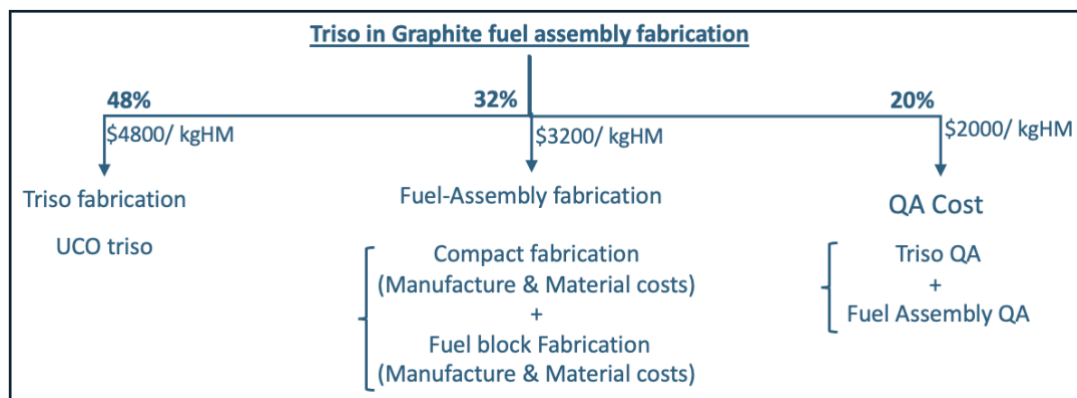 Triso in Graphite fuel assembly fabrication
48%
32%
20%
$4800/ kgHM
$3200/ kgHM
$2000/ kgHM
Triso fabrication
UCO triso
Fuel-Assembly fabrication
Compact fabrication
(Manufacture & Material costs)
+
Fuel block Fabrication
(Manufacture & Material costs)
QA Cost
Triso QA
+
Fuel Assembly QA